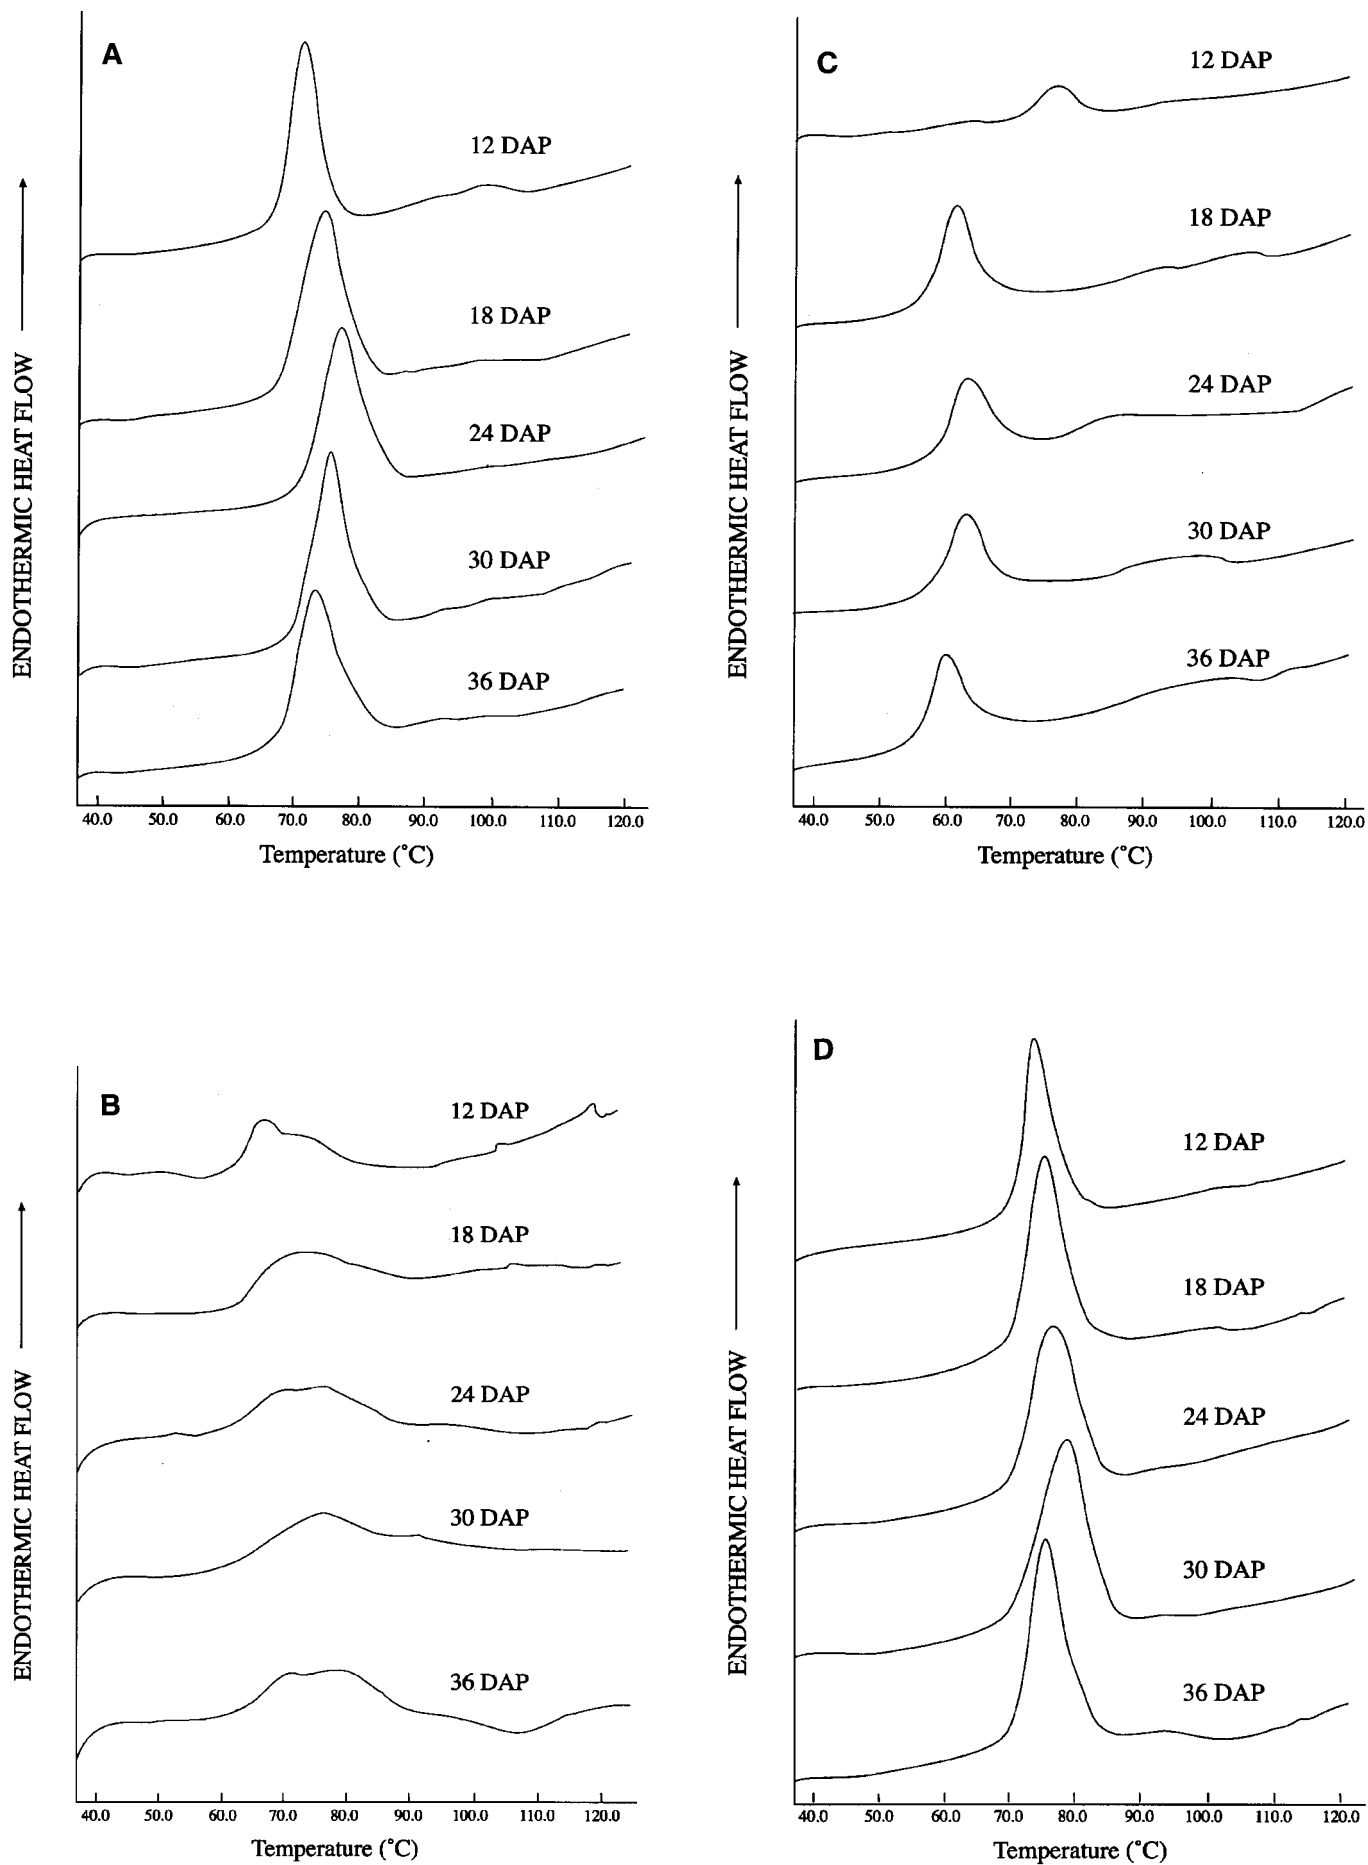 A
12 DAP
18 DAP
24 DAP
30 DAP
36 DAP
ENDOTHERMIC HEAT FLOW
40.0 50.0 60.0 70.0 80.0 90.0 100.0 110.0 120.0
Temperature (˚C)
C
12 DAP
18 DAP
24 DAP
30 DAP
36 DAP
ENDOTHERMIC HEAT FLOW
40.0 50.0 60.0 70.0 80.0 90.0 100.0 110.0 120.0
Temperature (˚C)
B
12 DAP
18 DAP
24 DAP
30 DAP
36 DAP
ENDOTHERMIC HEAT FLOW
40.0 50.0 60.0 70.0 80.0 90.0 100.0 110.0 120.0
Temperature (˚C)
D
12 DAP
18 DAP
24 DAP
30 DAP
36 DAP
ENDOTHERMIC HEAT FLOW
40.0 50.0 60.0 70.0 80.0 90.0 100.0 110.0 120.0
Temperature (˚C)